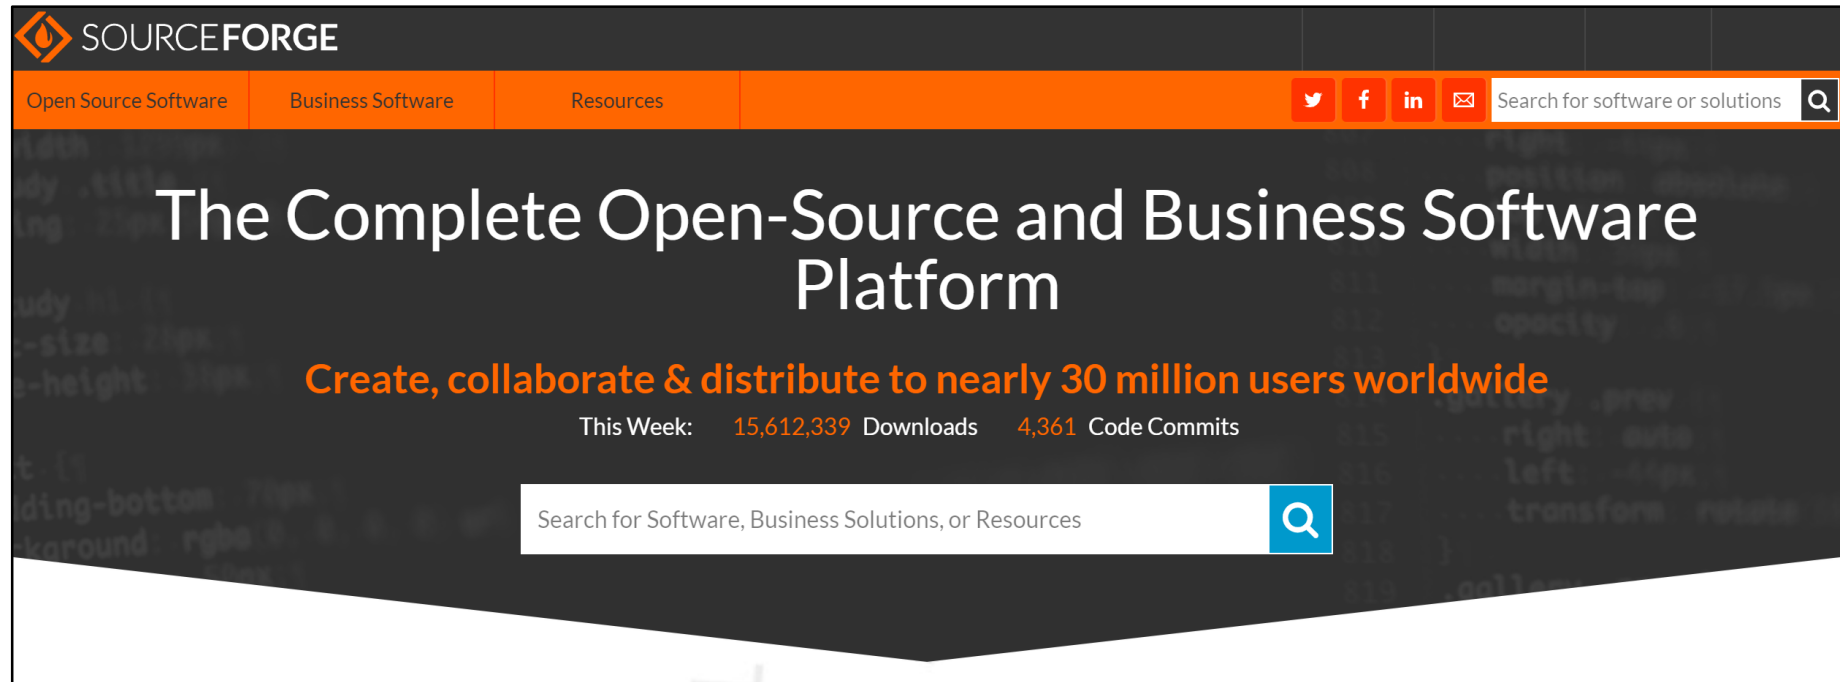 SOURCEFORGE
Open Source Software Business Software Resources Search for software or solutions
The Complete Open-Source and Business Software
Platform
Create, collaborate & distribute to nearly 30 million users worldwide
This Week: 15,612,339 Downloads 4,361 Code Commits
Search for Software, Business Solutions, or Resources